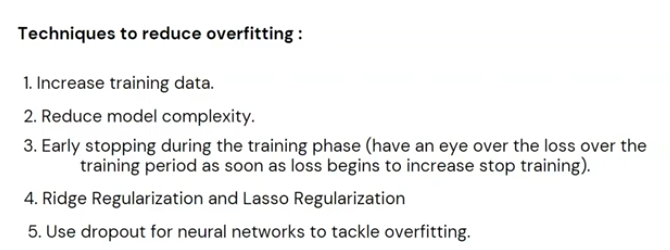 Techniques to reduce overfitting :
1. Increase training data.
2. Reduce model complexity.
3. Early stopping during the training phase (have an eye over the loss over the
training period as soon as loss begins to increase stop training).
4. Ridge Regularization and Lasso Regularization
5. Use dropout for neural networks to tackle overfitting.